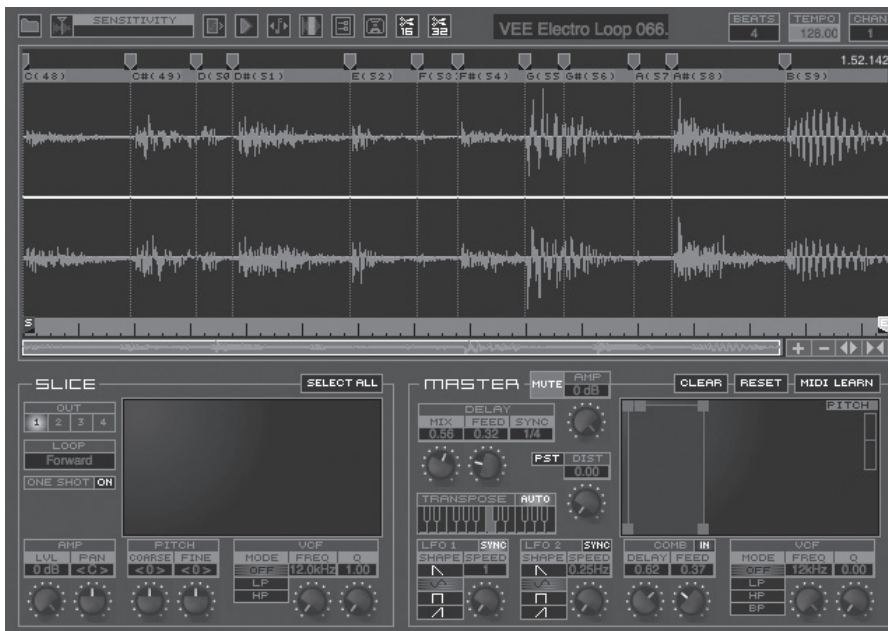 SENSITIVITY
16
32
VEE Electro Loop 066.
BEATS
4
TEMPO
128.00
CHAN
1
1.52.142
C(48) C#(49) D(50 D#(51) E(52) F(53 F#(54) G(55 G#(56) A(57 A#(58) B(59)
S
SLICE
SELECT ALL
OUT
1 2 3 4
LOOP
Forward
ONE SHOT ON
AMP
LVL PAN
0 dB <C>
PITCH
COARSE FINE
<0> <0>
VCF
MODE FREQ Q
OFF 12.0kHz 1.00
LP
HP
MASTER
MUTE
AMP
0 dB
CLEAR
RESET
MIDI LEARN
DELAY
MIX FEED SYNC
0.56 0.32 1/4
PST DIST
0.00
PITCH
TRANSPOSE AUTO
LFO 1 SYNC
SHAPE SPEED
1
LFO 2 SYNC
SHAPE SPEED
0.25Hz
COMB IN
DELAY FEED
0.62 0.37
VCF
MODE FREQ Q
OFF 12kHz 0.00
LP
HP
BP